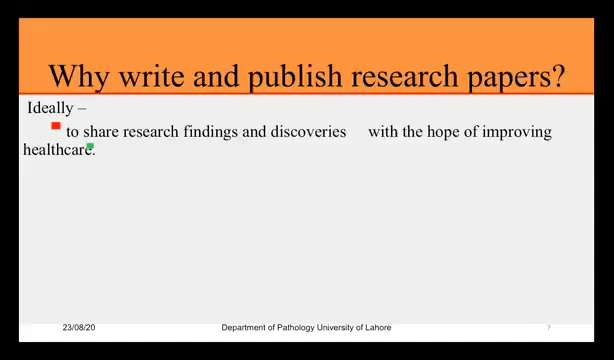 Why write and publish research papers?
Ideally –
to share research findings and discoveries with the hope of improving
healthcare.
23/08/20 Department of Pathology University of Lahore 7